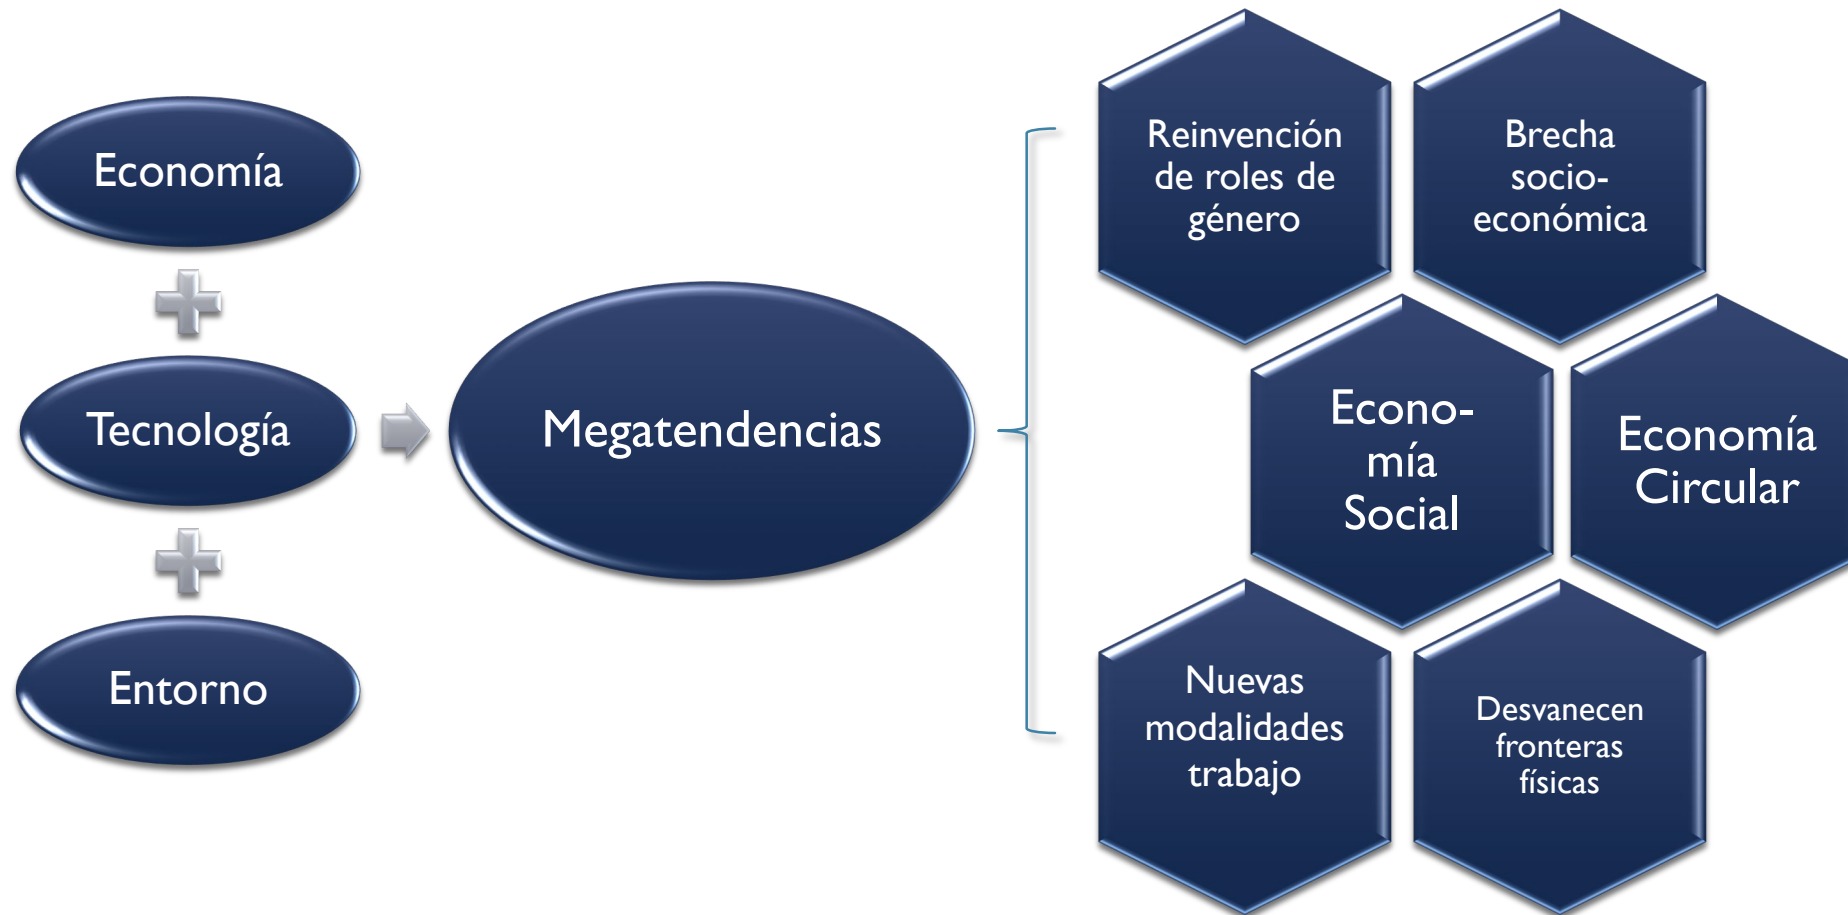 Economía
Tecnología
Entorno
Megatendencias
Reinvención
de roles de
género
Brecha
socio-
económica
Econo-
mía
Social
Economía
Circular
Nuevas
modalidades
trabajo
Desvanecen
fronteras
físicas